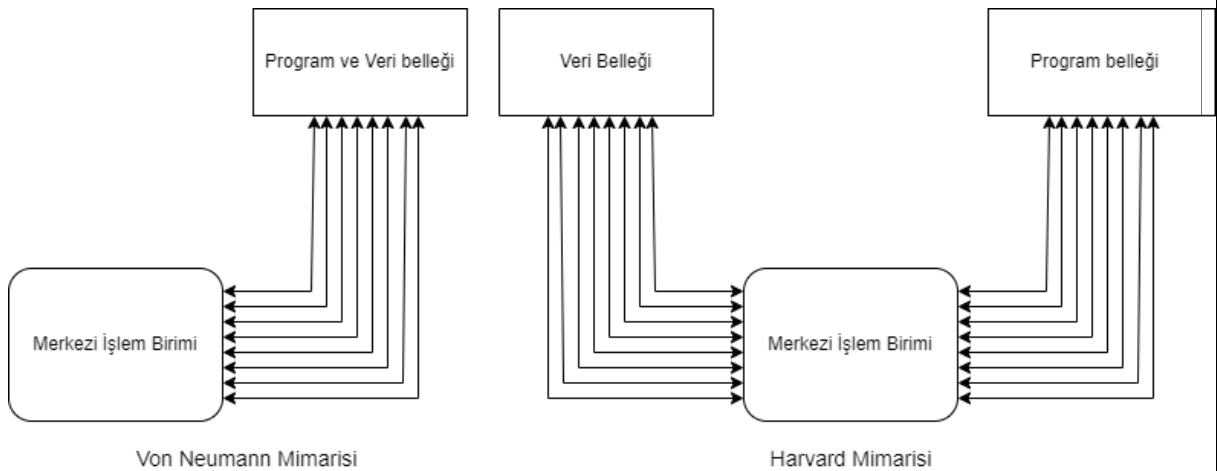 Program ve Veri belleği
Veri Belleği
Program belleği
Merkezi İşlem Birimi
Merkezi İşlem Birimi
Von Neumann Mimarisi
Harvard Mimarisi